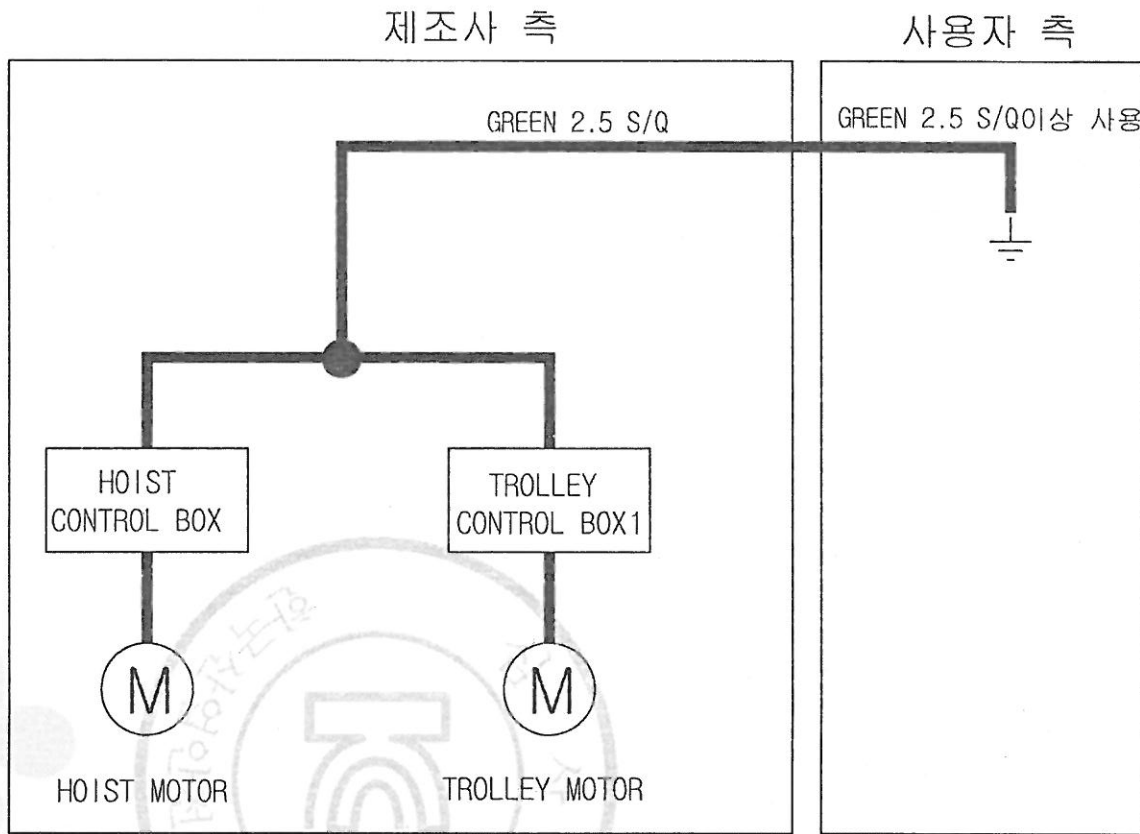 제조사 측
사용자 측
GREEN 2.5 S/Q
GREEN 2.5 S/Q이상 사용
HOIST
CONTROL BOX
TROLLEY
CONTROL BOX1
M
M
HOIST MOTOR
TROLLEY MOTOR